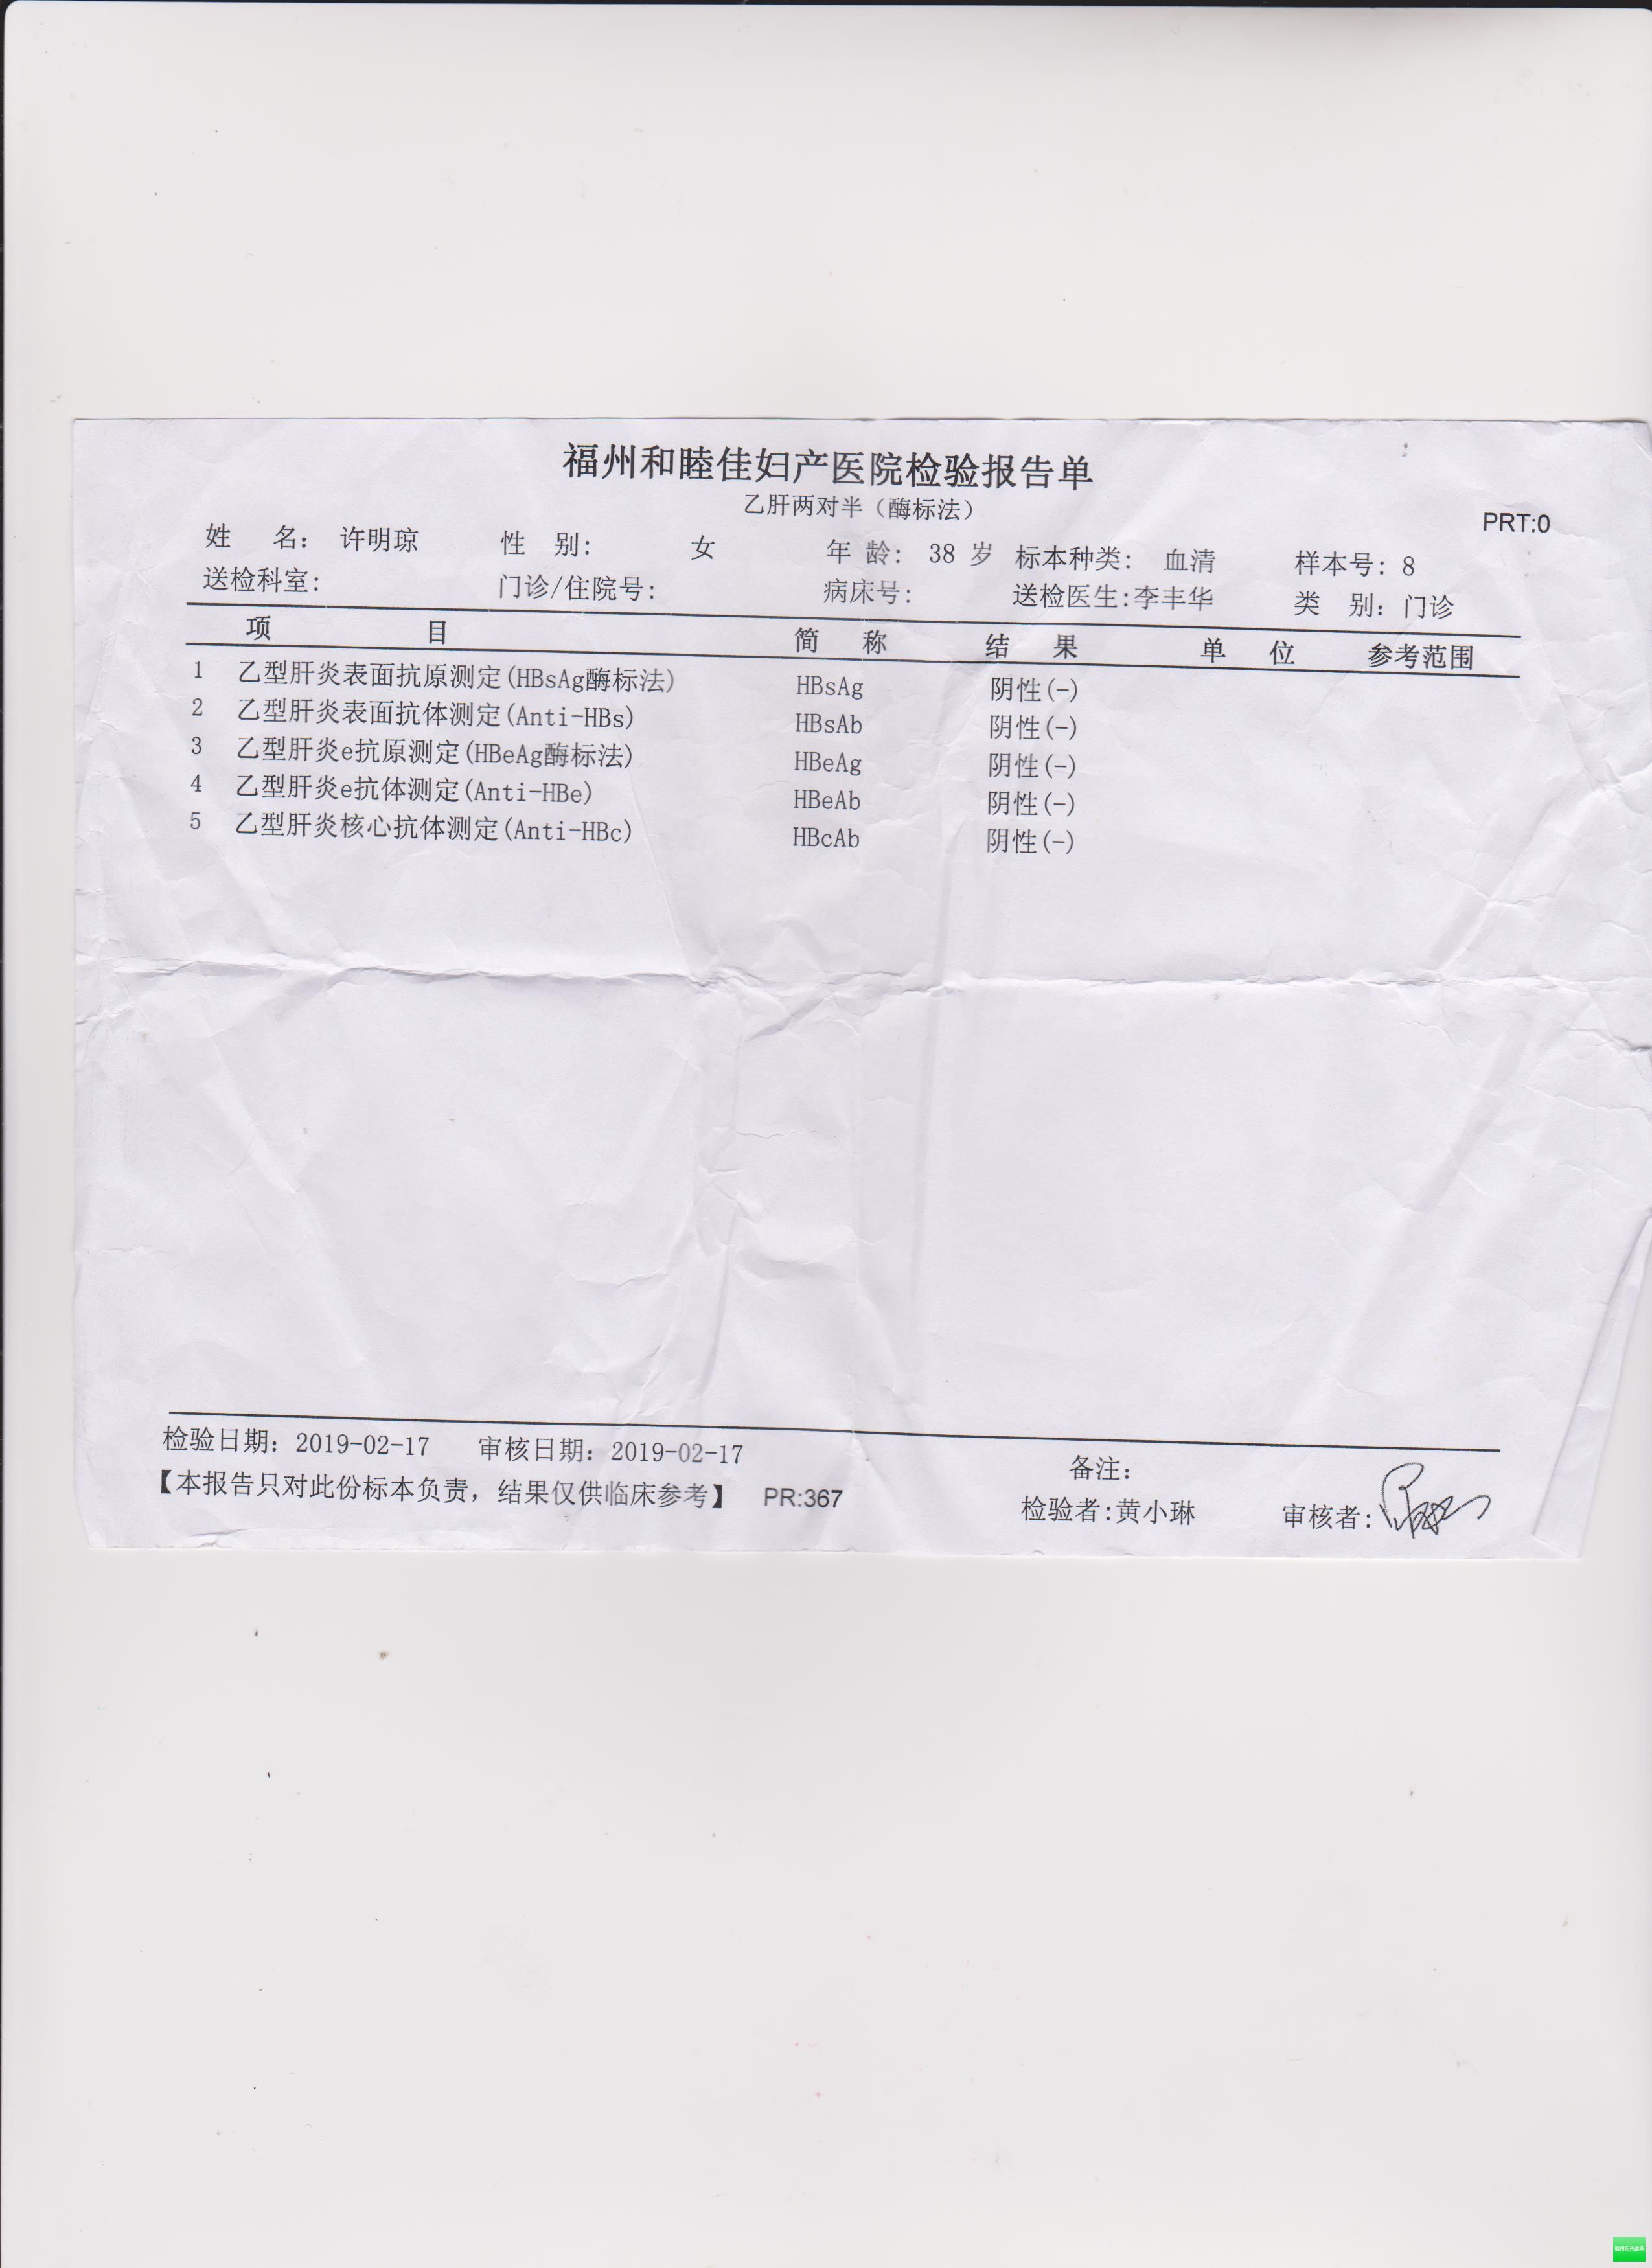 福州和睦佳妇产医院检验报告单
乙肝两对半（酶标法）
PRT:0
姓 名： 许明琼 性 别： 女 年 龄： 38 岁 标本种类： 血清 样本号：8
送检科室： 门诊/住院号： 病床号： 送检医生：李丰华 类 别：门诊
项 目 简 称 结 果 单 位 参考范围
1 乙型肝炎表面抗原测定(HBsAg酶标法) HBsAg 阴性(-)
2 乙型肝炎表面抗体测定(Anti-HBs) HBsAb 阴性(-)
3 乙型肝炎e抗原测定(HBeAg酶标法) HBeAg 阴性(-)
4 乙型肝炎e抗体测定(Anti-HBe) HBeAb 阴性(-)
5 乙型肝炎核心抗体测定(Anti-HBc) HBcAb 阴性(-)
检验日期：2019-02-17 审核日期：2019-02-17 备注：
【本报告只对此份标本负责，结果仅供临床参考】 PR:367 检验者：黄小琳 审核者：